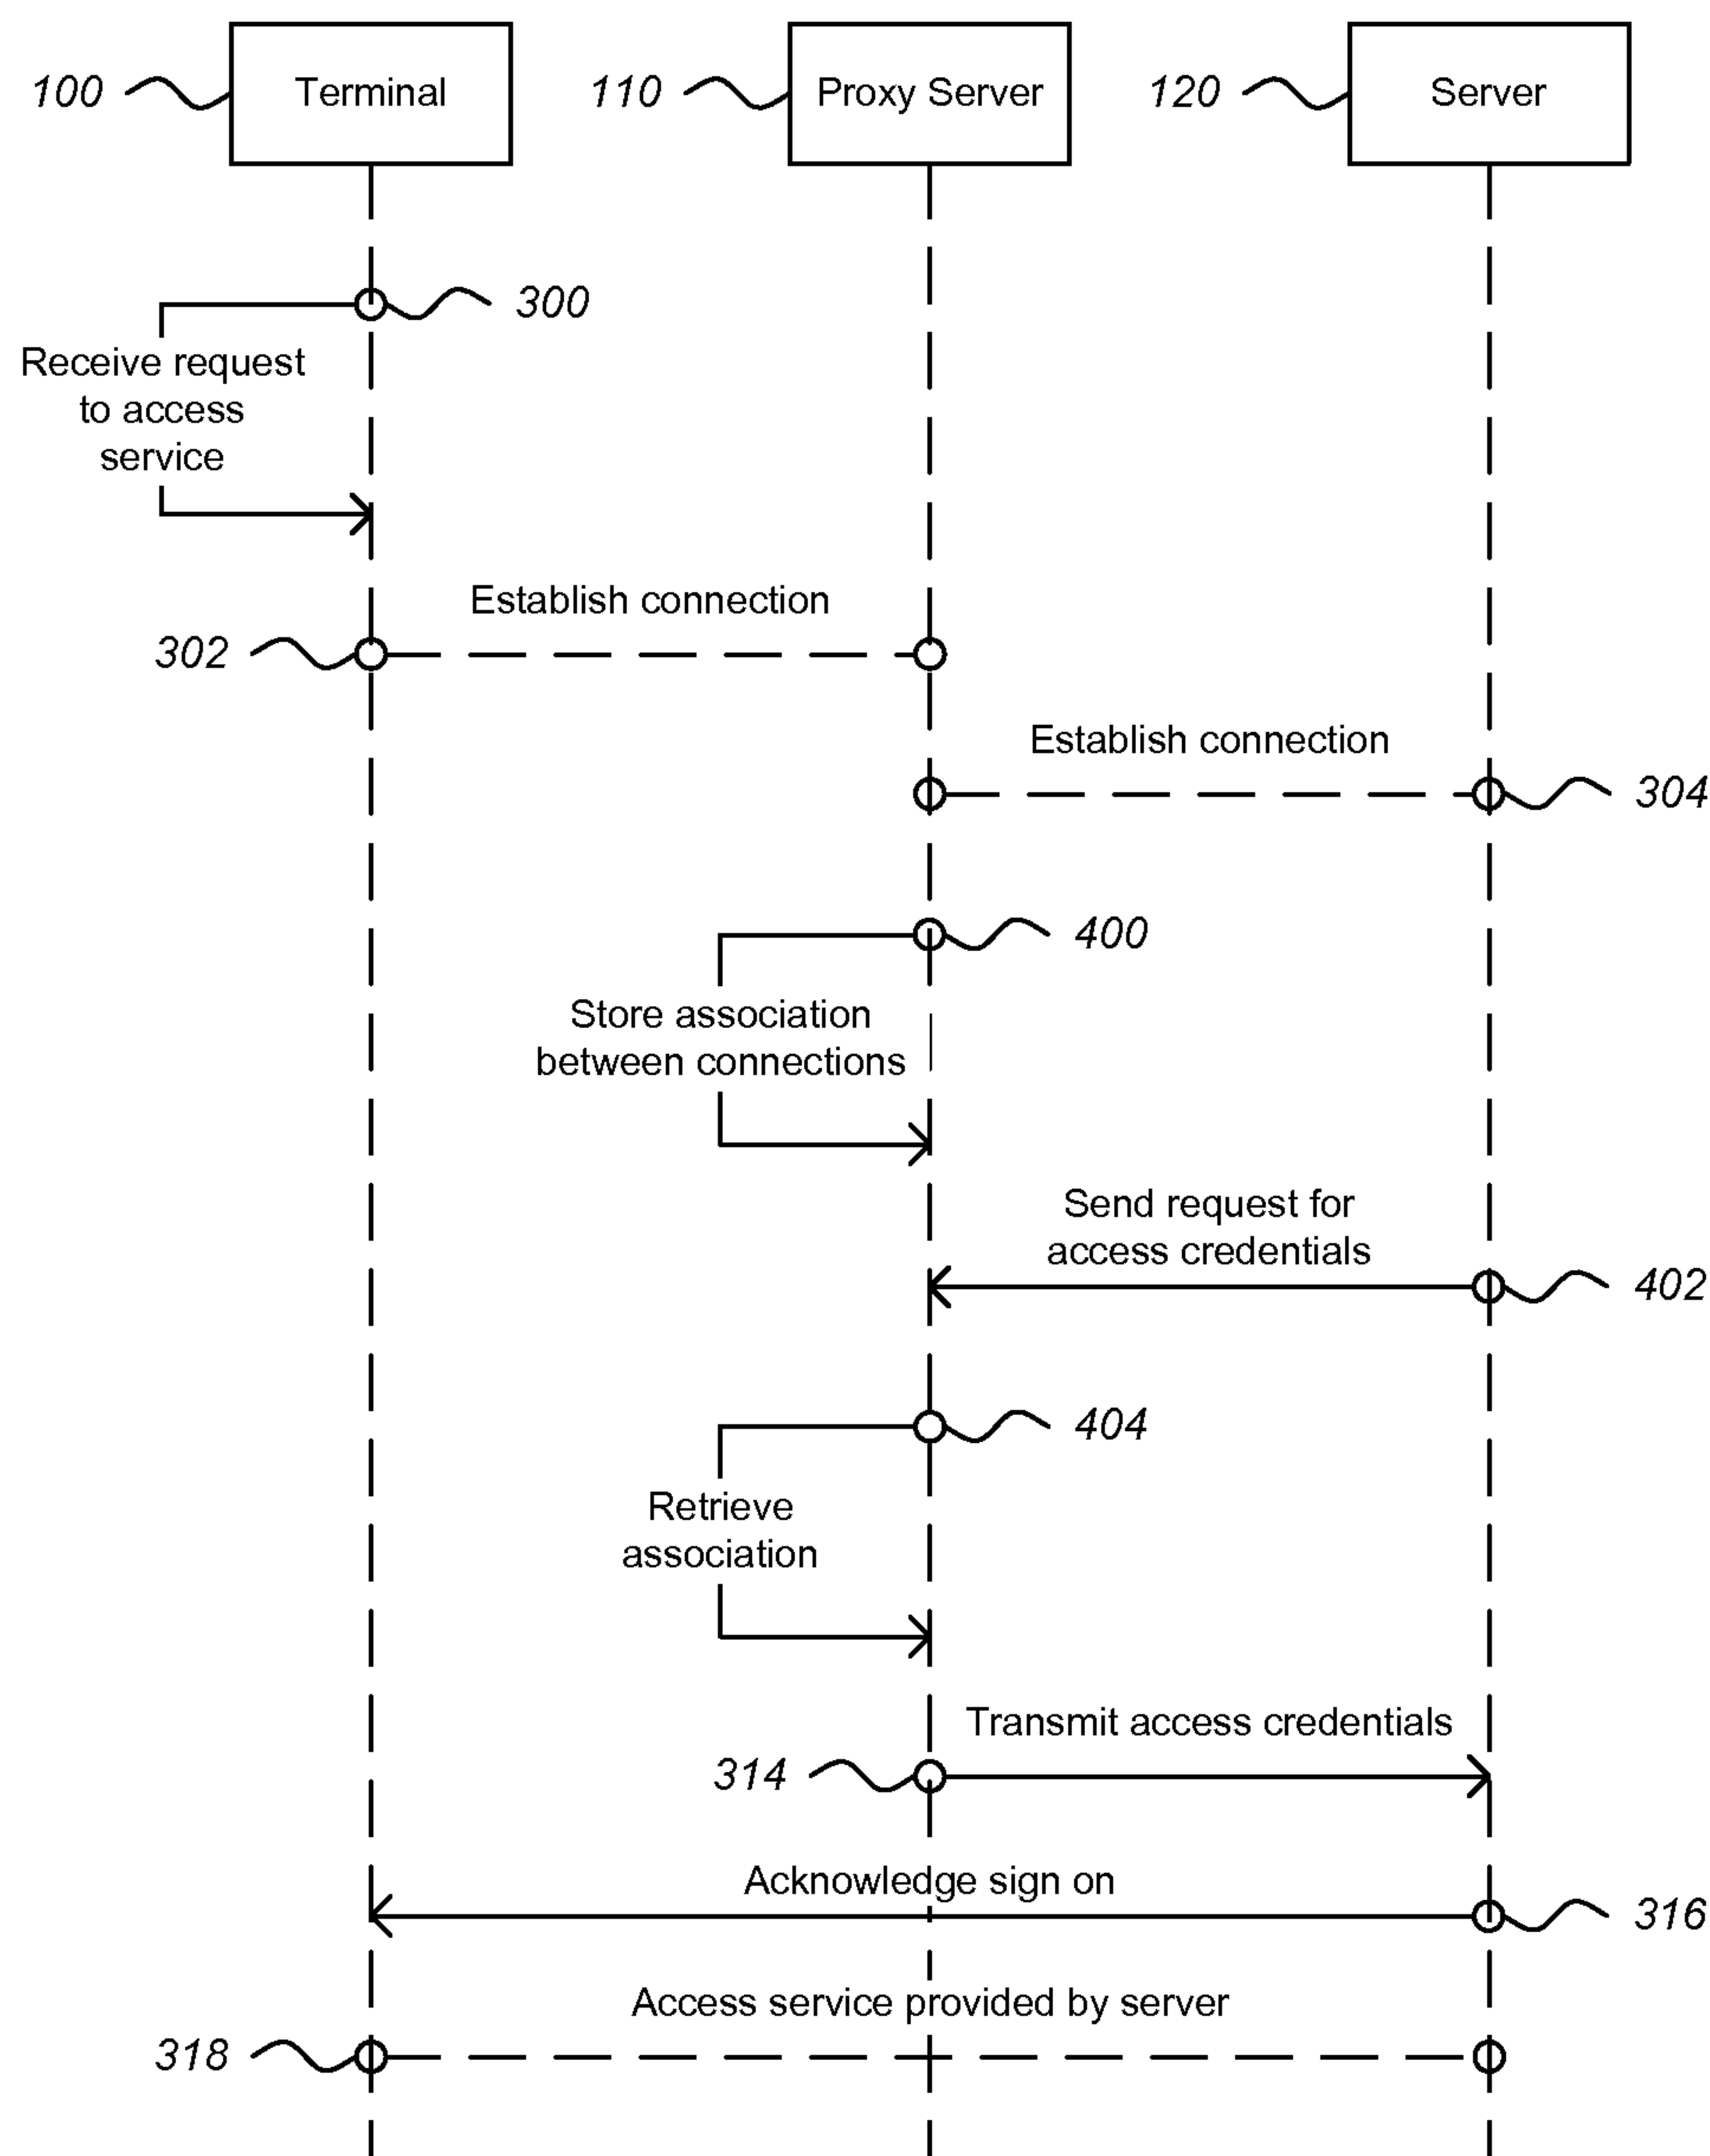 100
Terminal
110
Proxy Server
120
Server
300
Receive request
to access
service
Establish connection
302
Establish connection
304
400
Store association
between connections
Send request for
access credentials
402
404
Retrieve
association
Transmit access credentials
314
Acknowledge sign on
316
Access service provided by server
318